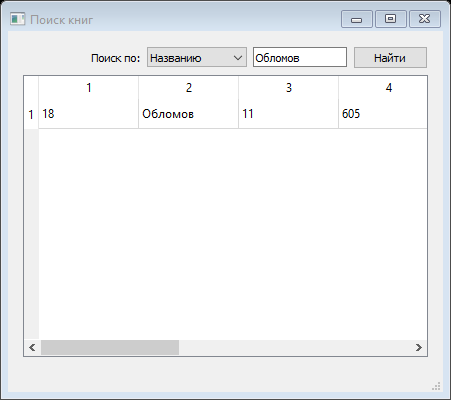 Поиск книг
Поиск по: Названию Обломов Найти
1 2 3 4
1 18 Обломов 11 605